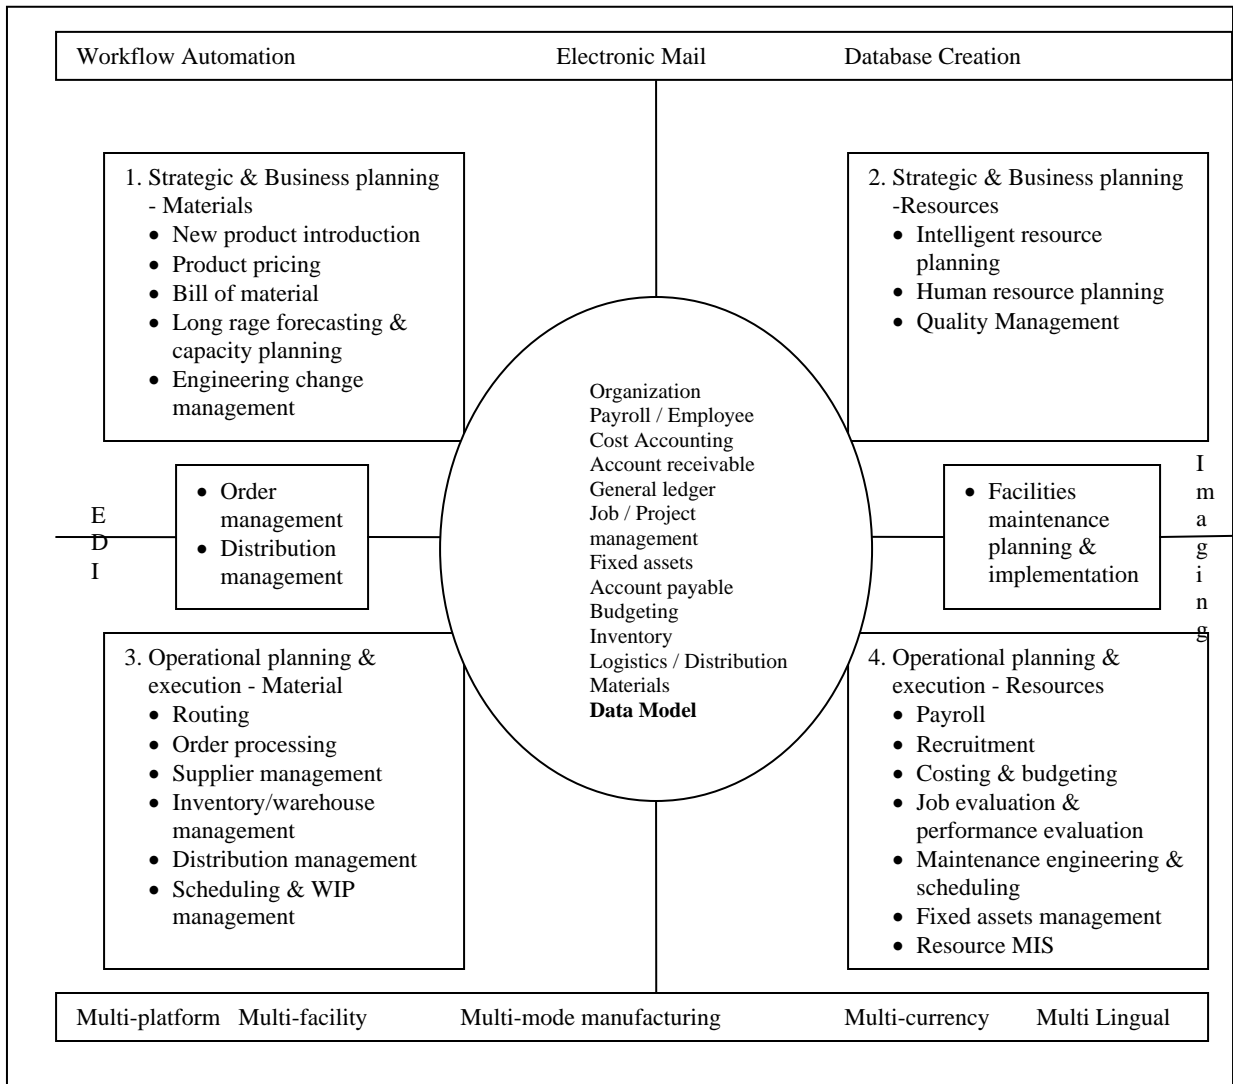 Workflow Automation Electronic Mail Database Creation
1. Strategic & Business planning
- Materials
• New product introduction
• Product pricing
• Bill of material
• Long rage forecasting &
capacity planning
• Engineering change
management
2. Strategic & Business planning
-Resources
• Intelligent resource
planning
• Human resource planning
• Quality Management
E
D
I
• Order
management
• Distribution
management
Organization
Payroll / Employee
Cost Accounting
Account receivable
General ledger
Job / Project
management
Fixed assets
Account payable
Budgeting
Inventory
Logistics / Distribution
Materials
Data Model
• Facilities
maintenance
planning &
implementation
I
m
a
g
i
n
g
3. Operational planning &
execution - Material
• Routing
• Order processing
• Supplier management
• Inventory/warehouse
management
• Distribution management
• Scheduling & WIP
management
4. Operational planning &
execution - Resources
• Payroll
• Recruitment
• Costing & budgeting
• Job evaluation &
performance evaluation
• Maintenance engineering &
scheduling
• Fixed assets management
• Resource MIS
Multi-platform Multi-facility Multi-mode manufacturing Multi-currency Multi Lingual